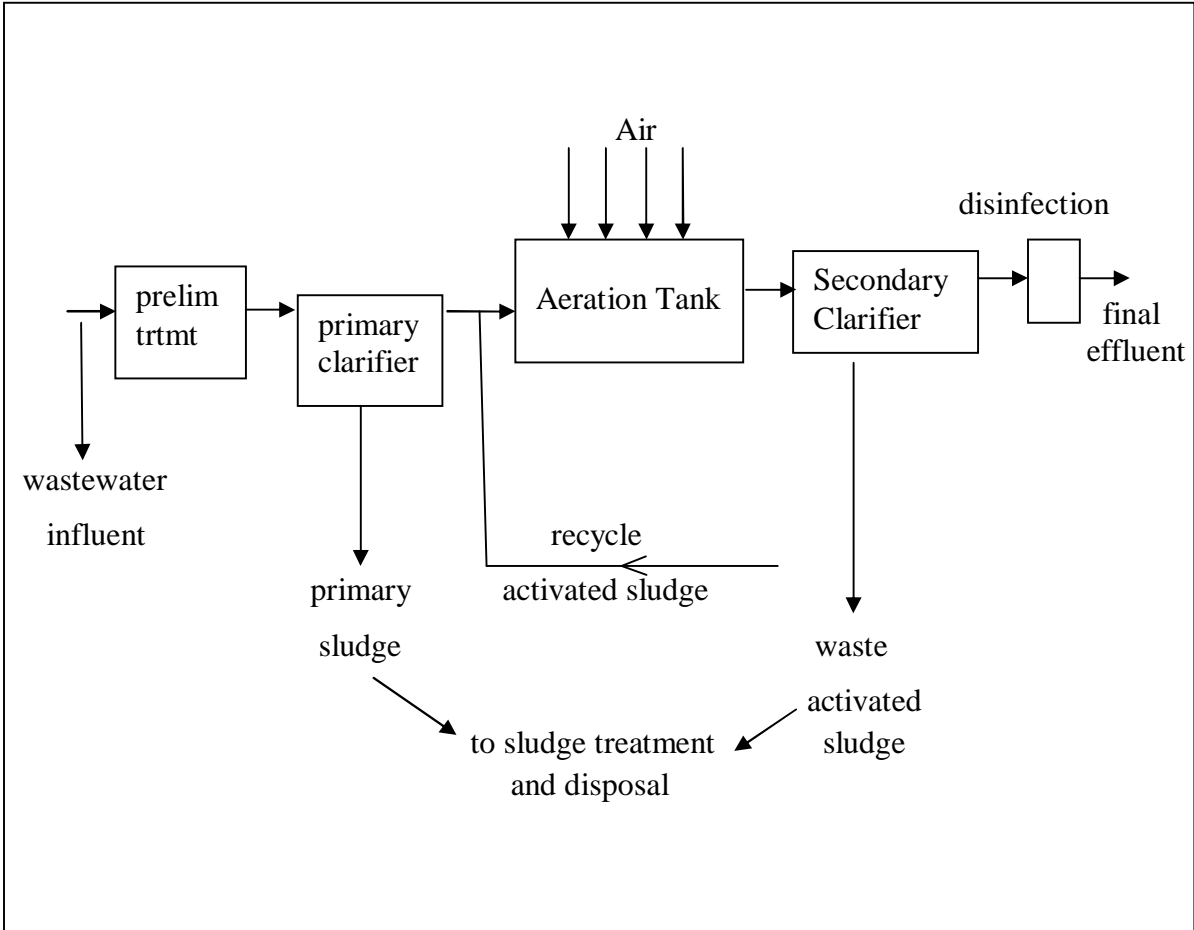 Air
disinfection
prelim
trtmt
primary
clarifier
Aeration Tank
Secondary
Clarifier
final
effluent
wastewater
influent
recycle
activated sludge
primary
sludge
waste
activated
sludge
to sludge treatment
and disposal